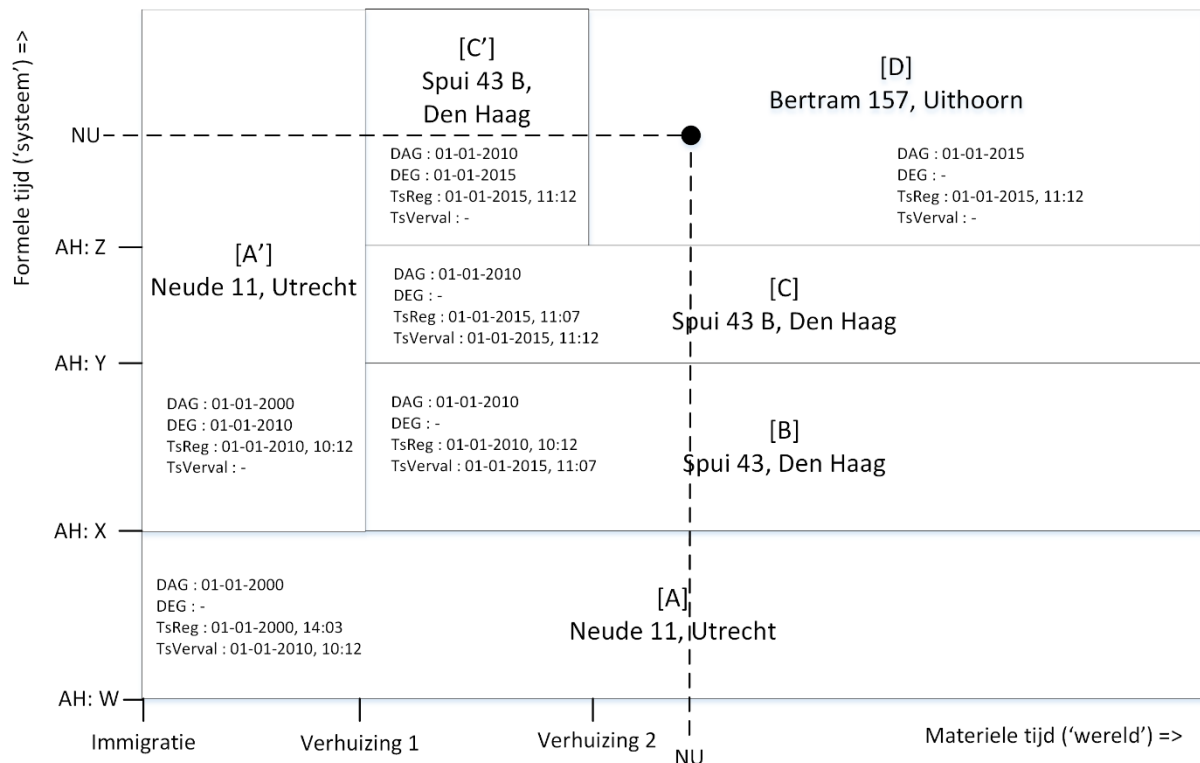 Formele tijd (‘systeem’) =>
[C’]
Spui 43 B,
Den Haag
[D]
Bertram 157, Uithoorn
NU
DAG : 01-01-2010
DEG : 01-01-2015
TsReg : 01-01-2015, 11:12
TsVerval : -
DAG : 01-01-2015
DEG : -
TsReg : 01-01-2015, 11:12
TsVerval : -
AH: Z
[A’]
Neude 11, Utrecht
DAG : 01-01-2010
DEG : -
TsReg : 01-01-2015, 11:07
TsVerval : 01-01-2015, 11:12
[C]
Spui 43 B, Den Haag
AH: Y
DAG : 01-01-2000
DEG : 01-01-2010
TsReg : 01-01-2010, 10:12
TsVerval : -
DAG : 01-01-2010
DEG : -
TsReg : 01-01-2010, 10:12
TsVerval : 01-01-2015, 11:07
[B]
Spui 43, Den Haag
AH: X
DAG : 01-01-2000
DEG : -
TsReg : 01-01-2000, 14:03
TsVerval : 01-01-2010, 10:12
[A]
Neude 11, Utrecht
AH: W
Immigratie
Verhuizing 1
Verhuizing 2
NU
Materiele tijd (‘wereld’) =>